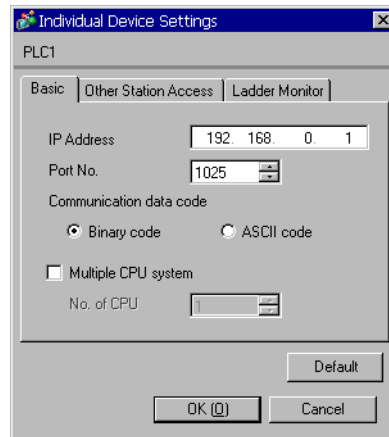 Individual Device Settings
PLC1
Basic Other Station Access Ladder Monitor
IP Address 192. 168. 0. 1
Port No. 1025
Communication data code
Binary code ASCII code
Multiple CPU system
No. of CPU 1
Default
OK (O) Cancel